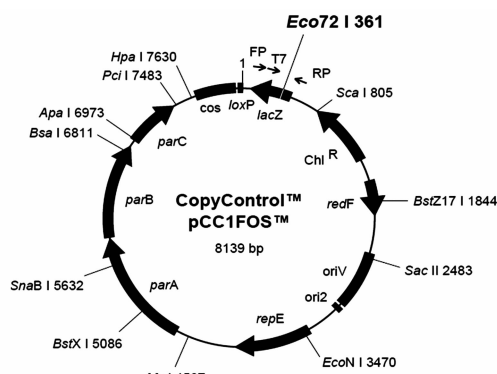 Eco72 I 361
FP
T7
RP
1
Hpa I 7630
Pci I 7483
cos
loxP
lacZ
Sca I 805
Apa I 6973
Bsa I 6811
parC
Chl R
parB
CopyControl™
pCC1FOS™
8139 bp
redF
BstZ17 I 1844
SnaB I 5632
parA
oriV
Sac II 2483
ori2
repE
BstX I 5086
EcoN I 3470